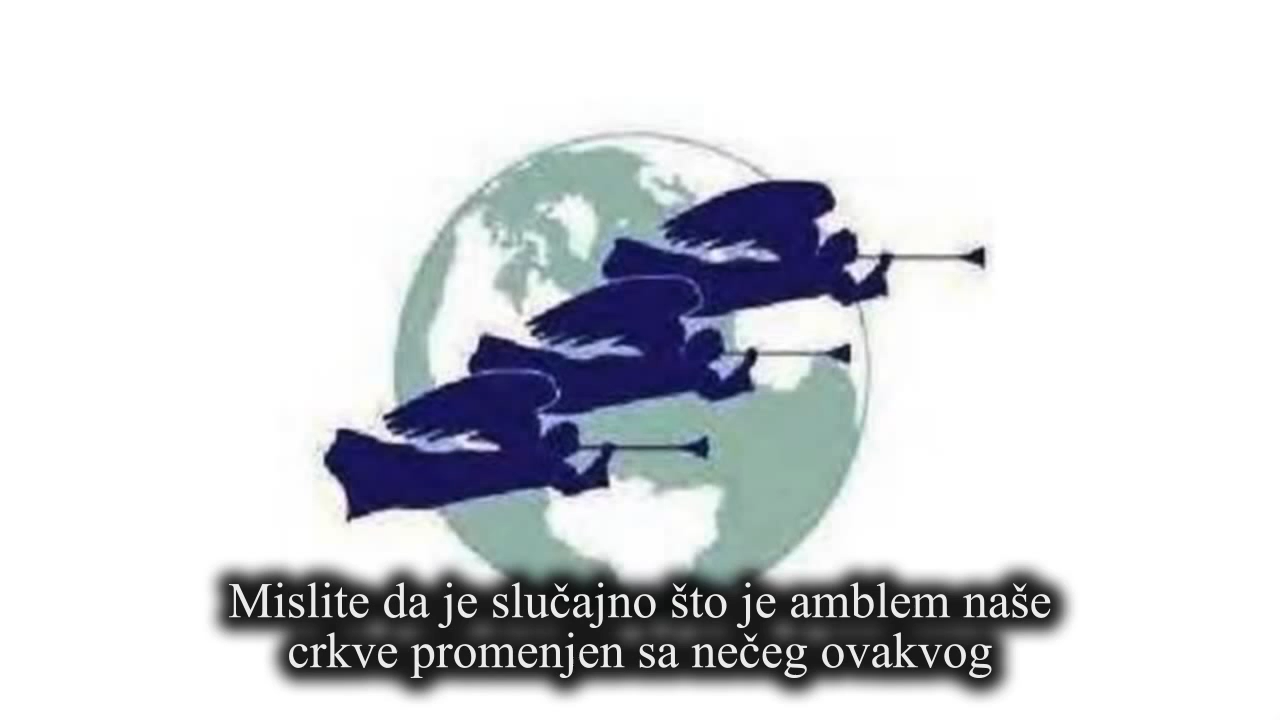 Mislite da je slučajno što je amblem naše
crkve promenjen sa nečeg ovakvog